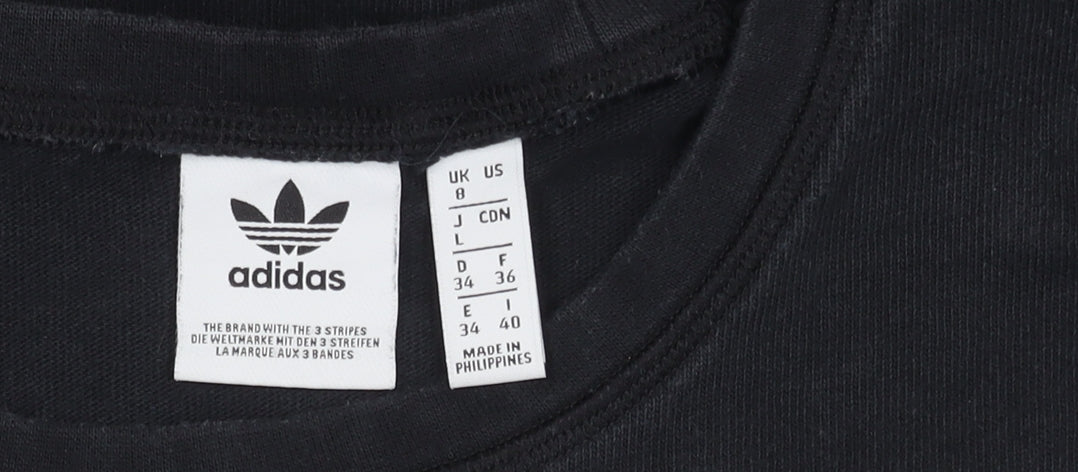 adidas
THE BRAND WITH THE 3 STRIPES
DIE WELTMARKE MIT DEN 3 STREIFEN
LA MARQUE AUX 3 BANDES
UK US
8
J CDN
L
D F
34 36
E I
34 40
MADE IN
PHILIPPINES